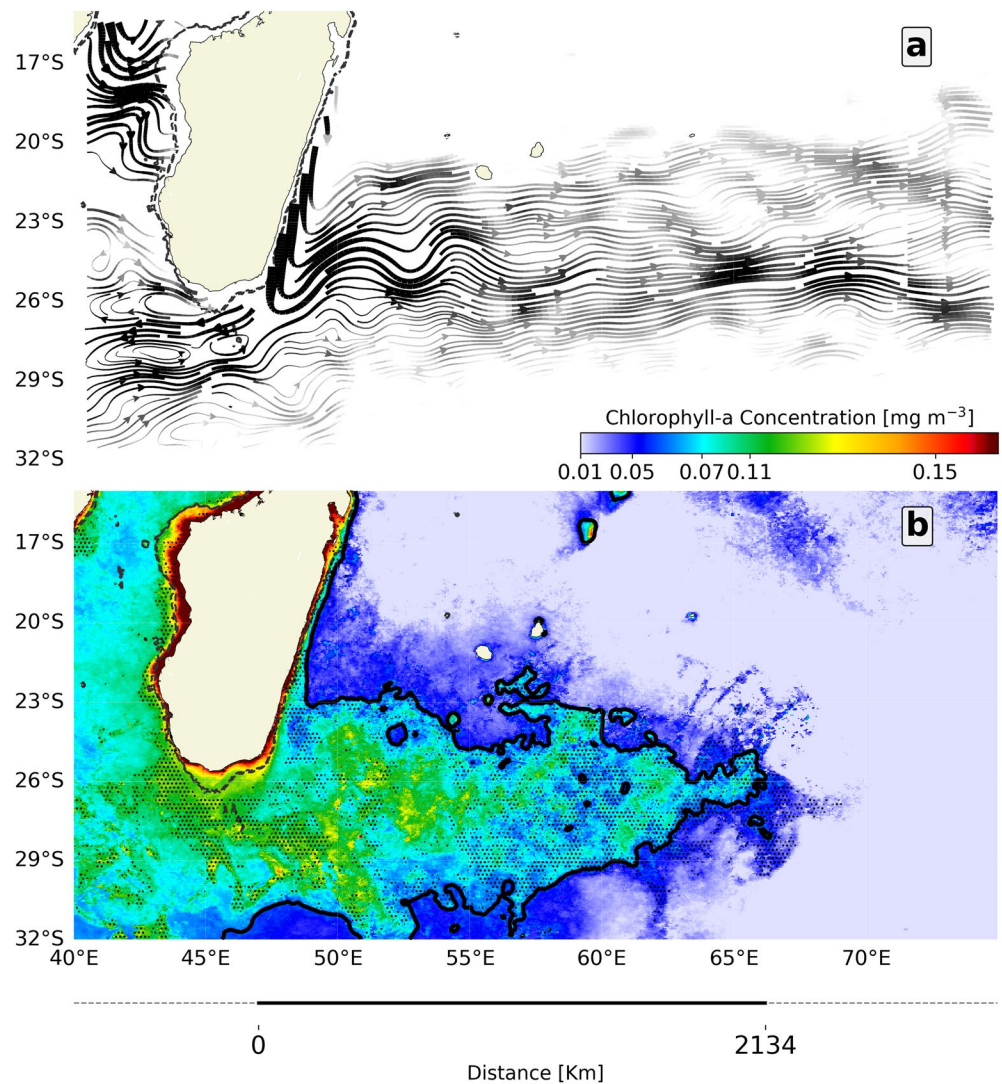 a
17°S
20°S
23°S
26°S
29°S
32°S
Chlorophyll-a Concentration [mg m⁻³]
0.01 0.05 0.07 0.11 0.15
b
17°S
20°S
23°S
26°S
29°S
32°S
40°E 45°E 50°E 55°E 60°E 65°E 70°E
0 2134
Distance [Km]